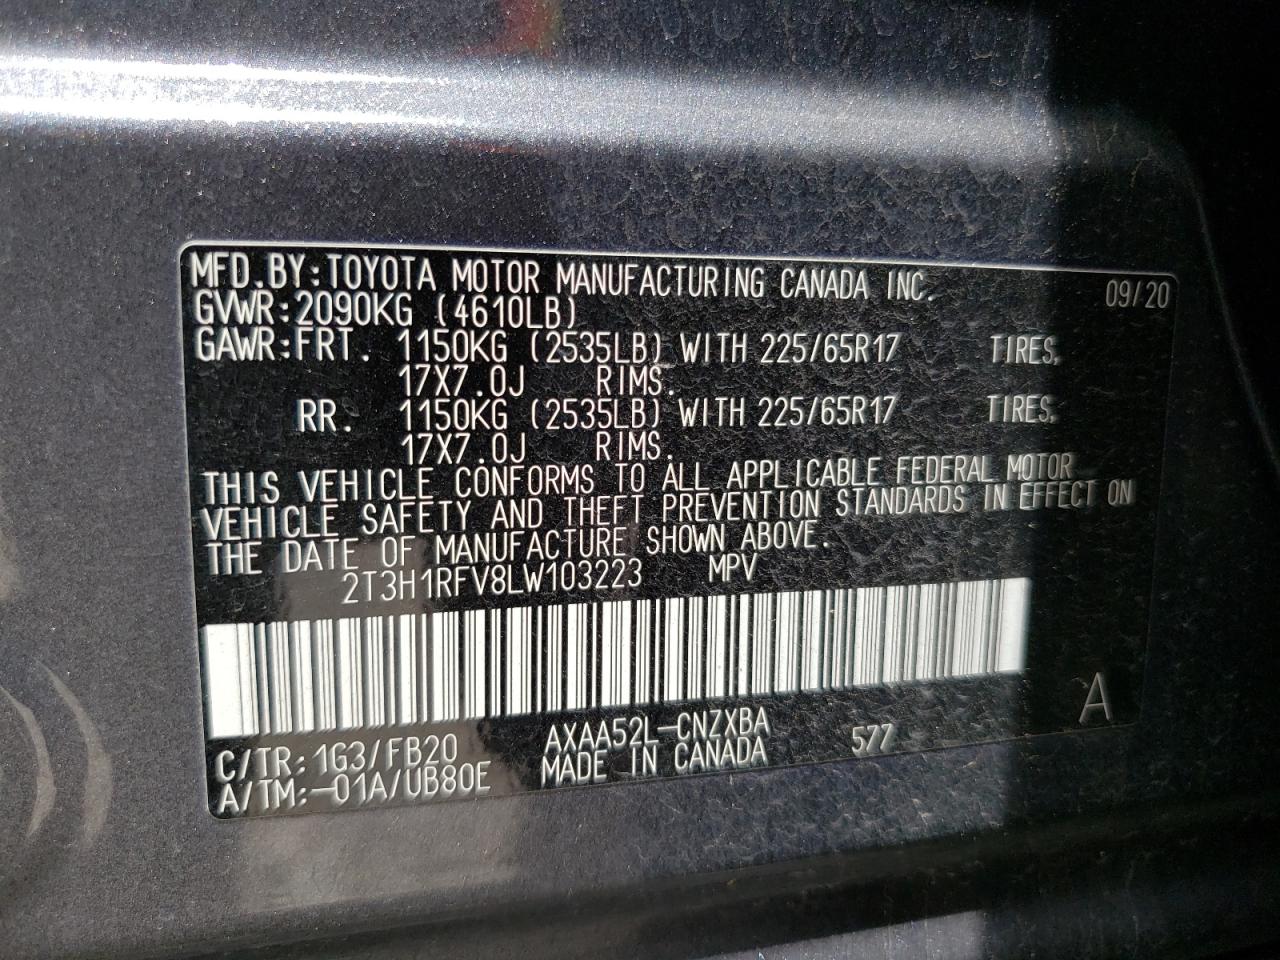 MFD.BY:TOYOTA MOTOR MANUFACTURING CANADA INC. 09/20
GVWR:2090KG (4610LB)
GAWR:FRT. 1150KG (2535LB) WITH 225/65R17 TIRES,
17X7.0J RIMS.
RR. 1150KG (2535LB) WITH 225/65R17 TIRES,
17X7.0J RIMS.
THIS VEHICLE CONFORMS TO ALL APPLICABLE FEDERAL MOTOR
VEHICLE SAFETY AND THEFT PREVENTION STANDARDS IN EFFECT ON
THE DATE OF MANUFACTURE SHOWN ABOVE.
2T3H1RFV8LW103223 MPV
A
C/TR:1G3/FB20 AXAA52L-CNZXBA 577
A/TM:-01A/UB80E MADE IN CANADA